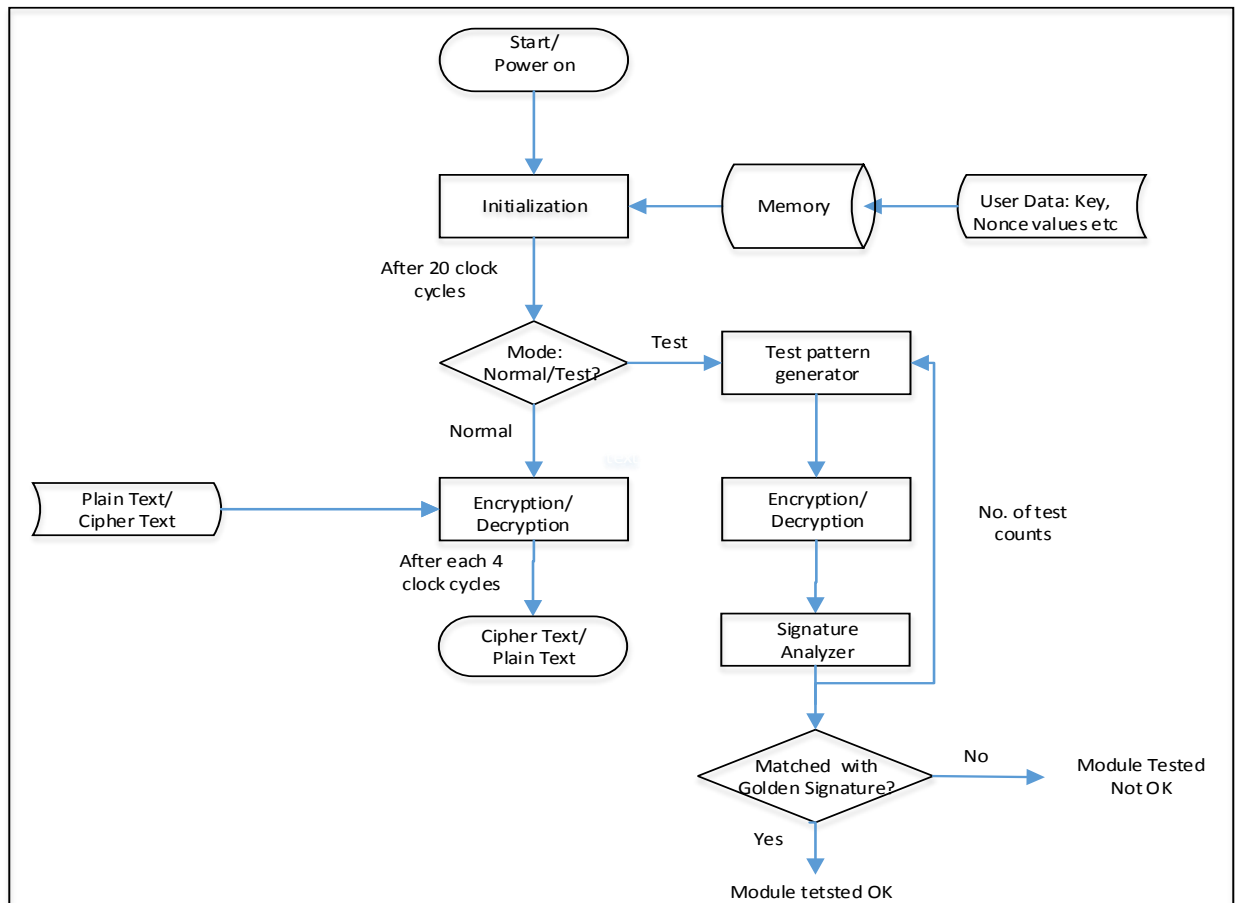 Start/
Power on
Initialization
Memory
User Data: Key,
Nonce values etc
After 20 clock
cycles
Mode:
Normal/Test?
Test
Test pattern
generator
Normal
Plain Text/
Cipher Text
Encryption/
Decryption
Encryption/
Decryption
No. of test
counts
After each 4
clock cycles
Cipher Text/
Plain Text
Signature
Analyzer
Matched with
Golden Signature?
No
Module Tested
Not OK
Yes
Module tetsted OK